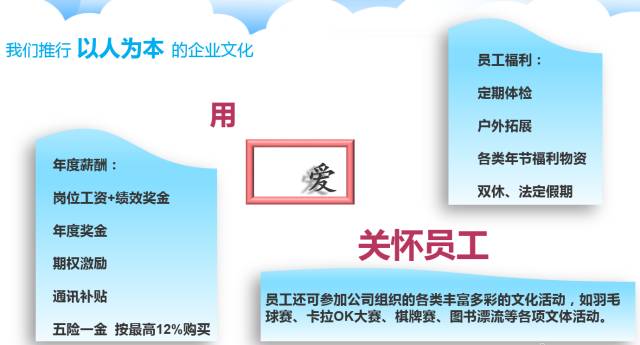 我们推行 以人为本 的企业文化
员工福利：
定期体检
户外拓展
各类年节福利物资
双休、法定假期
用
爱
关怀员工
年度薪酬：
岗位工资+绩效奖金
年度奖金
期权激励
通讯补贴
五险一金 按最高12%购买
员工还可参加公司组织的各类丰富多彩的文化活动，如羽毛
球赛、卡拉OK大赛、棋牌赛、图书漂流等各项文体活动。